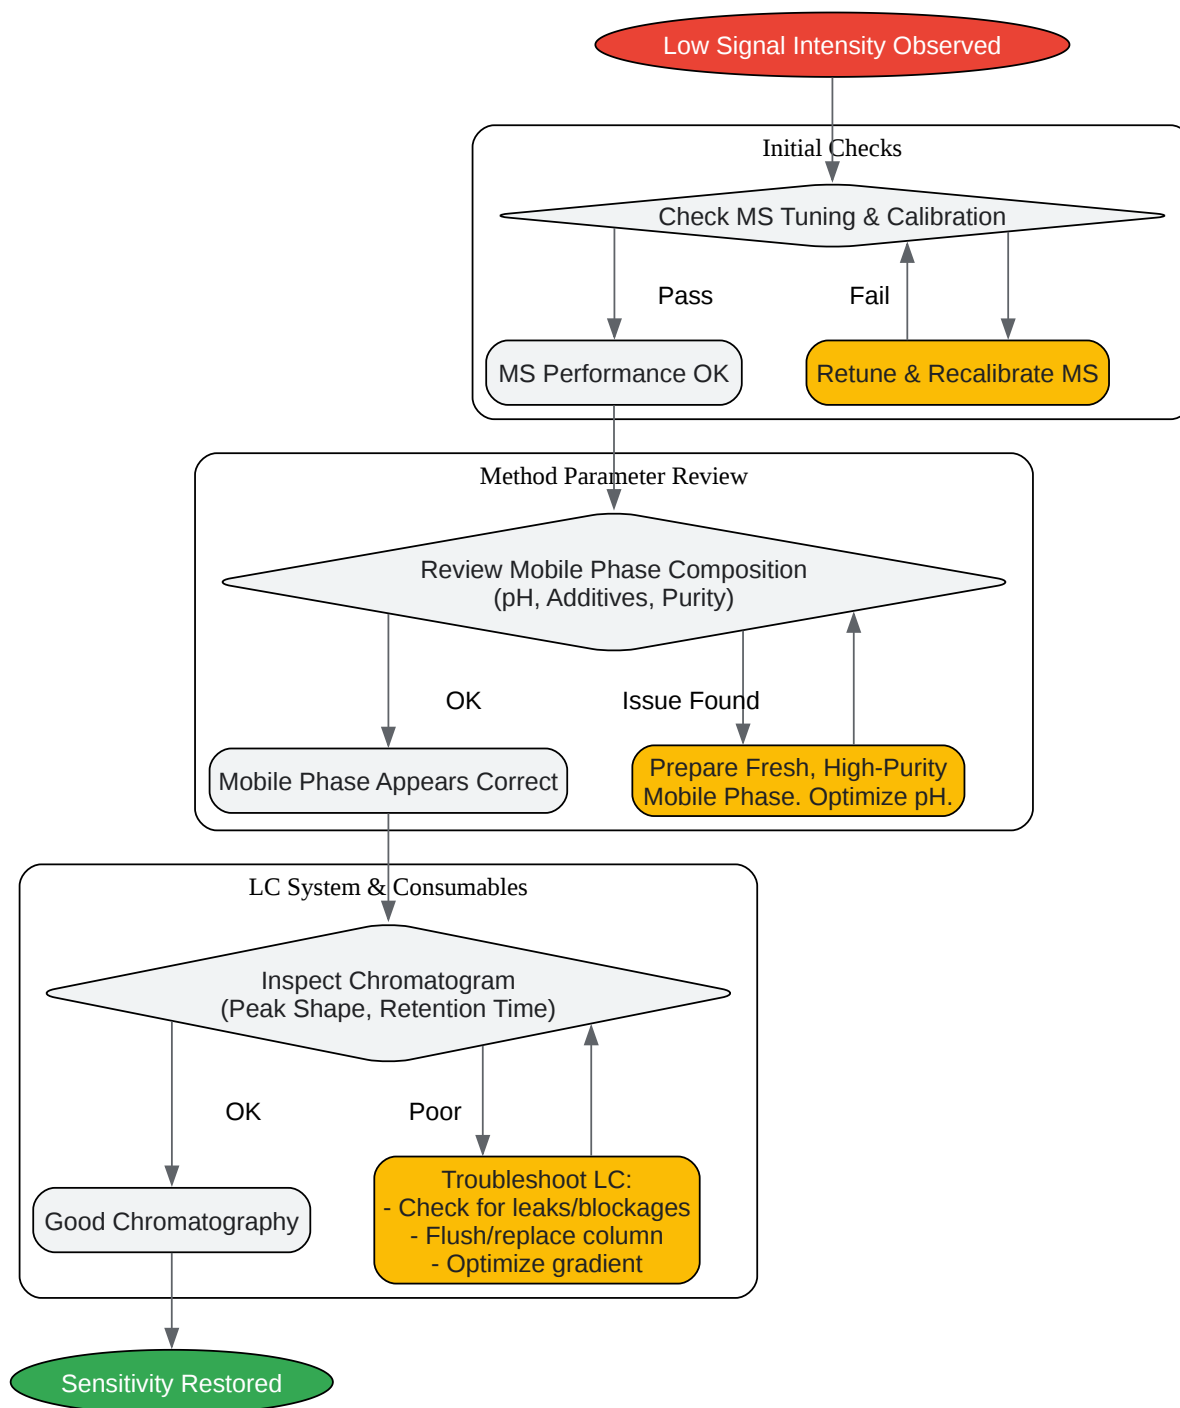 Low Signal Intensity Observed
Initial Checks
Check MS Tuning & Calibration
Pass
Fail
MS Performance OK
Retune & Recalibrate MS
Method Parameter Review
Review Mobile Phase Composition
(pH, Additives, Purity)
OK
Issue Found
Mobile Phase Appears Correct
Prepare Fresh, High-Purity
Mobile Phase. Optimize pH.
LC System & Consumables
Inspect Chromatogram
(Peak Shape, Retention Time)
OK
Poor
Good Chromatography
Troubleshoot LC:
- Check for leaks/blockages
- Flush/replace column
- Optimize gradient
Sensitivity Restored